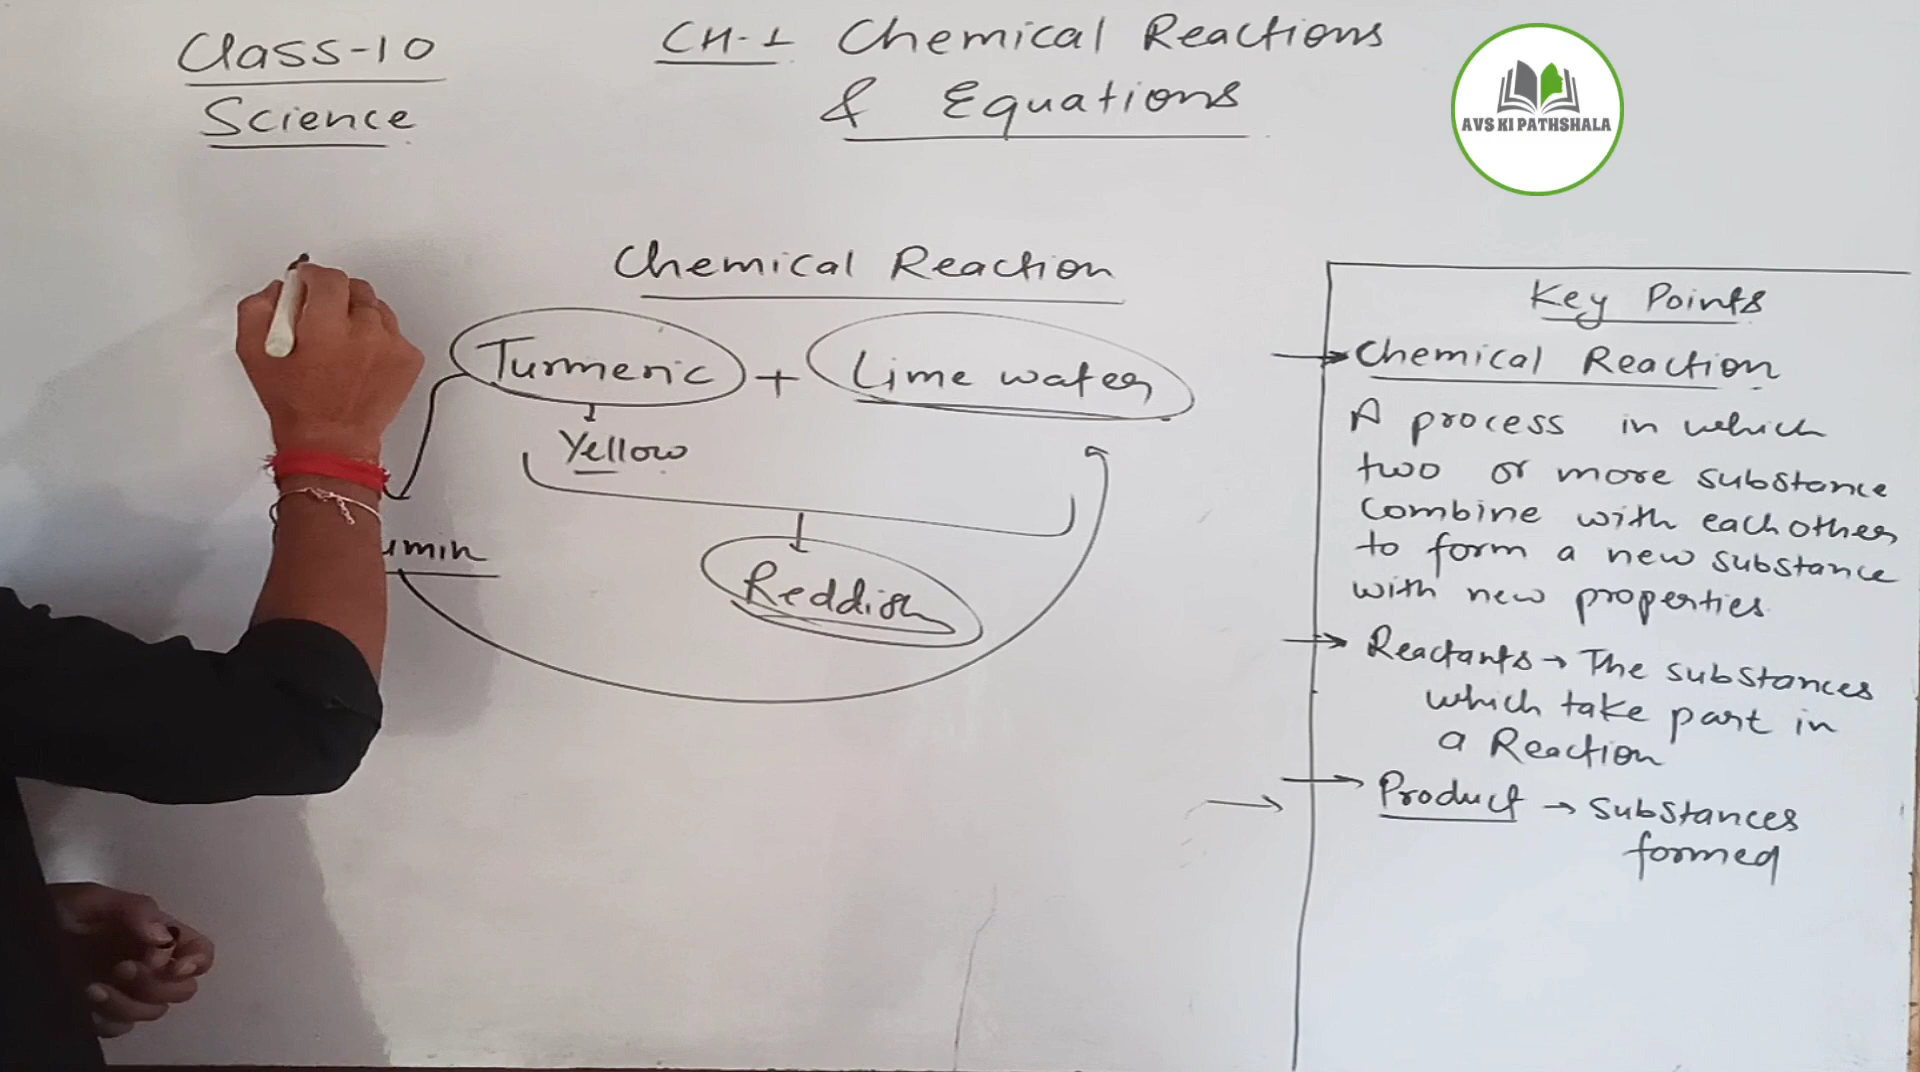 Class-10
Science
CH-1 Chemical Reactions
& Equations
AVS KI PATHSHALA
Chemical Reaction
Turmeric + Lime water
Yellow
umin
Reddish
Key Points
Chemical Reaction
A process in which
two or more substance
combine with each other
to form a new substance
with new properties.
Reactants → The substances
which take part in
a Reaction
Product → Substances
formed